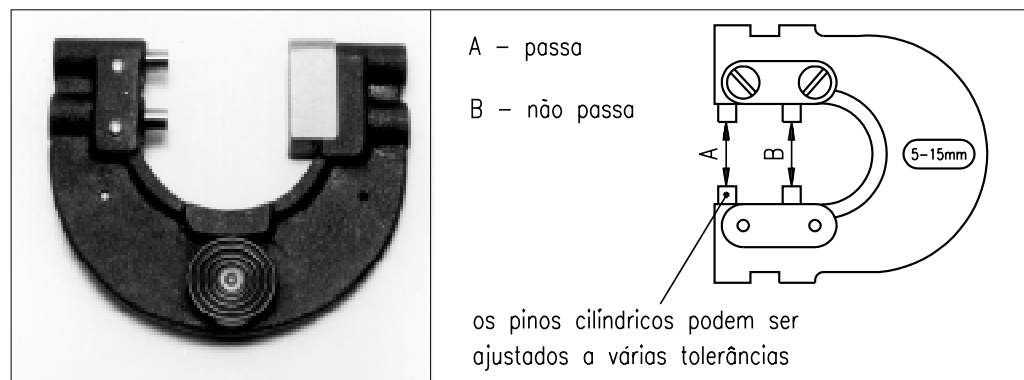 A – passa
B – não passa
A
B
5-15mm
os pinos cilíndricos podem ser
ajustados a várias tolerâncias